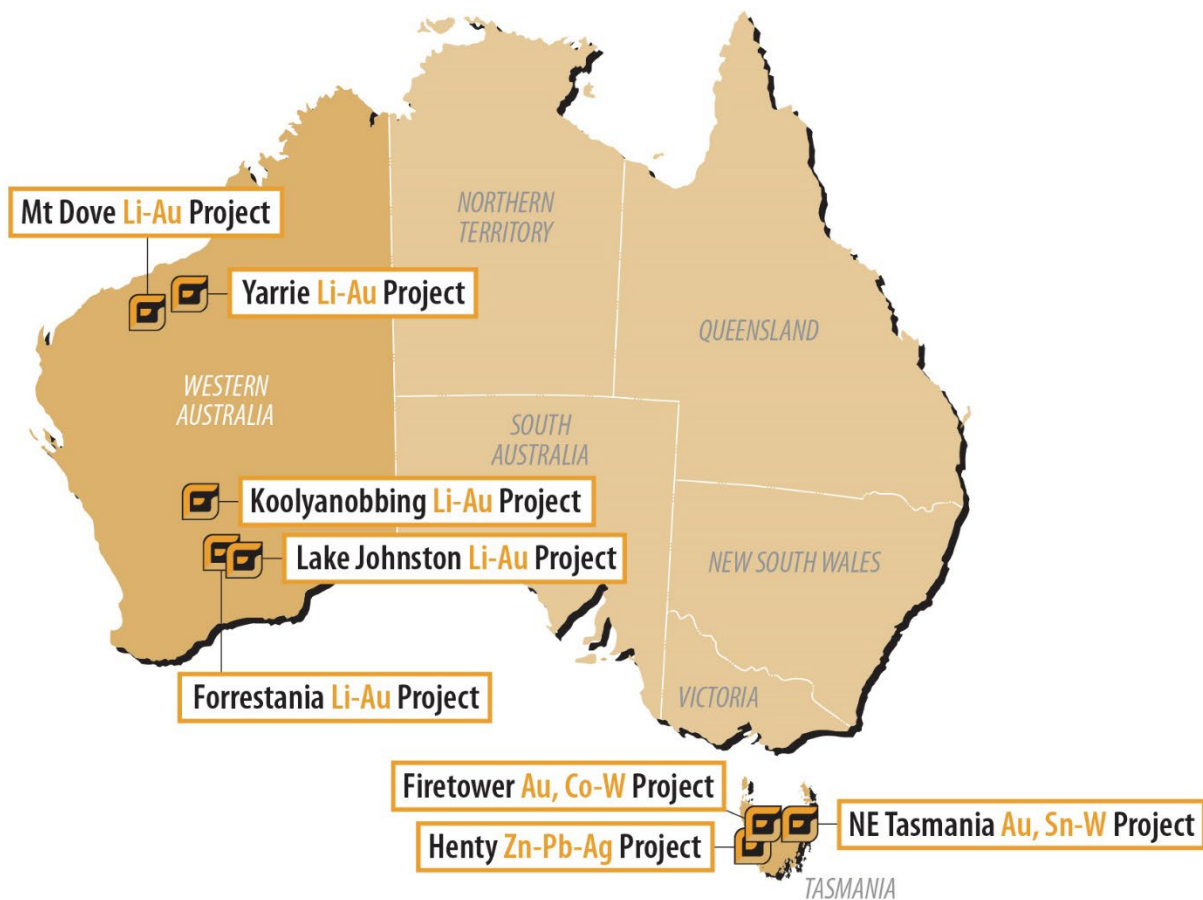 NORTHERN
TERRITORY
Mt Dove Li-Au Project
Yarrie Li-Au Project
QUEENSLAND
WESTERN
AUSTRALIA
SOUTH
AUSTRALIA
Koolyanobbing Li-Au Project
Lake Johnston Li-Au Project
NEW SOUTH WALES
Forrestania Li-Au Project
VICTORIA
Firetower Au, Co-W Project
NE Tasmania Au, Sn-W Project
Henty Zn-Pb-Ag Project
TASMANIA